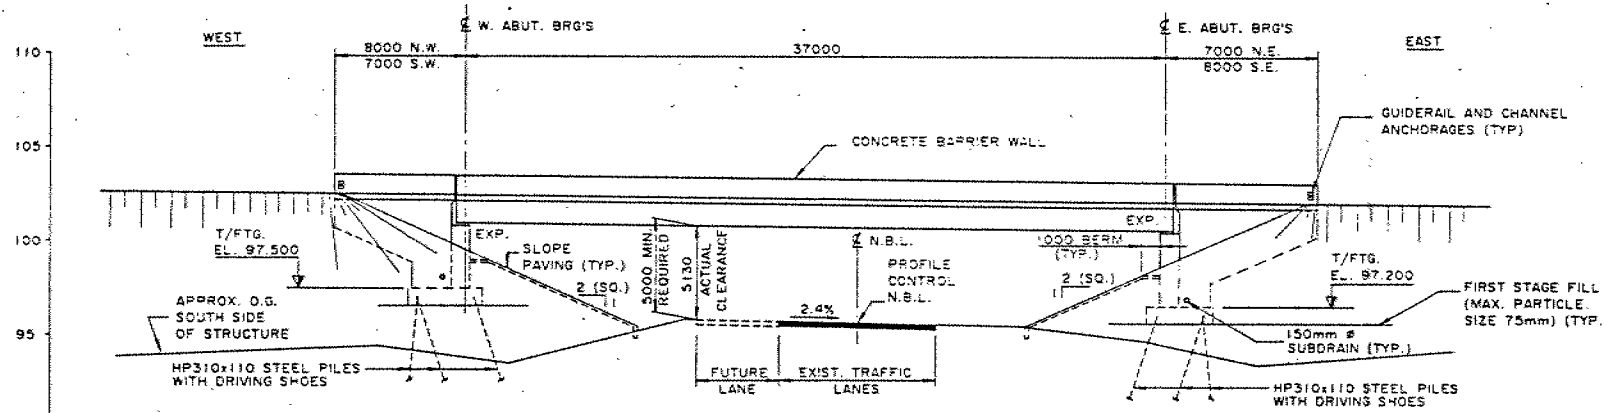 WEST
℄ W. ABUT. BRG'S
℄ E. ABUT. BRG'S
EAST
110
105
100
95
8000 N.W.
7000 S.W.
37000
7000 N.E.
8000 S.E.
GUIDERAIL AND CHANNEL
ANCHORAGES (TYP)
CONCRETE BARRIER WALL
T/FTG.
EL. 97.500
EXP.
SLOPE
PAVING (TYP.)
2 (SQ.)
1
5000 MIN.
REQUIRED
5130
ACTUAL
CLEARANCE
℄ N.B.L.
PROFILE
CONTROL
N.B.L.
2.4%
EXP.
1000 BERM
(TYP.)
2 (SQ.)
1
T/FTG.
EL. 97.200
FIRST STAGE FILL
(MAX. PARTICLE
SIZE 75mm) (TYP.
150mm ø
SUBDRAIN (TYP.)
APPROX. O.G.
SOUTH SIDE
OF STRUCTURE
HP310x110 STEEL PILES
WITH DRIVING SHOES
FUTURE
LANE
EXIST. TRAFFIC
LANES
HP310x110 STEEL PILES
WITH DRIVING SHOES